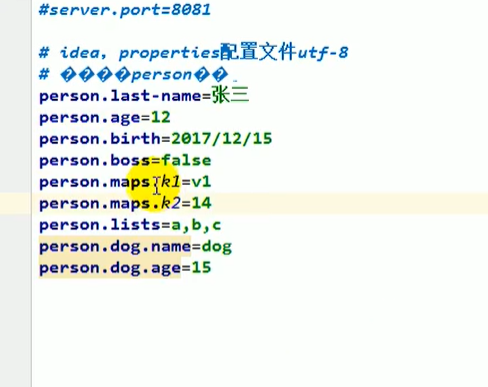 #server.port=8081
# idea，properties配置文件utf-8
# ����person��
person.last-name=张三
person.age=12
person.birth=2017/12/15
person.boss=false
person.maps.k1=v1
person.maps.k2=14
person.lists=a,b,c
person.dog.name=dog
person.dog.age=15